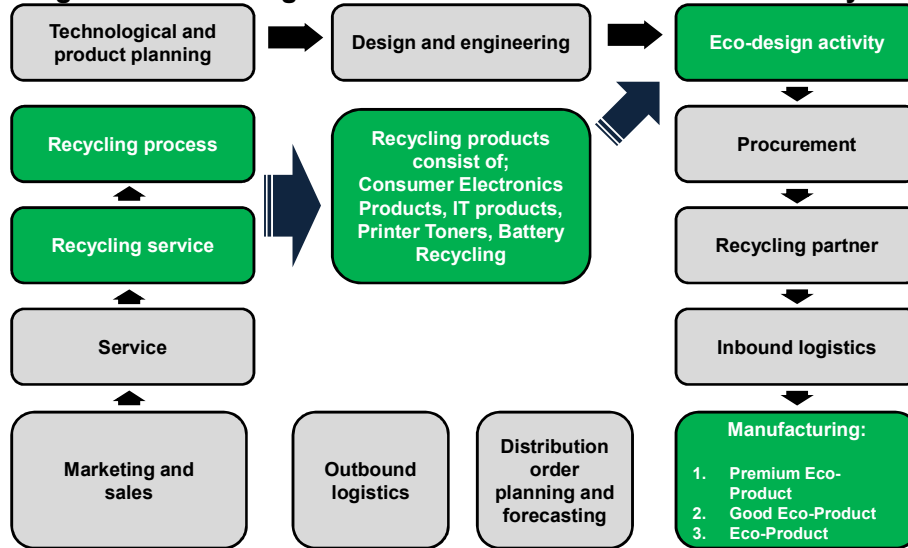 Technological and
product planning
Design and engineering
Eco-design activity
Recycling process
Recycling products
consist of;
Consumer Electronics
Products, IT products,
Printer Toners, Battery
Recycling
Procurement
Recycling service
Recycling partner
Service
Inbound logistics
Marketing and
sales
Outbound
logistics
Distribution
order
planning and
forecasting
Manufacturing:
1. Premium Eco-
Product
2. Good Eco-Product
3. Eco-Product